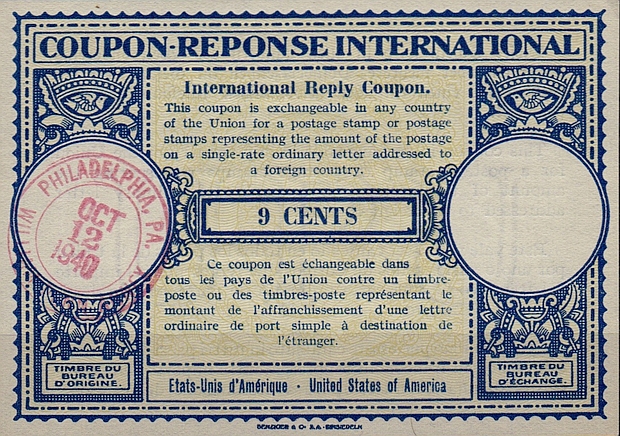 COUPON-REPONSE INTERNATIONAL
International Reply Coupon.
This coupon is exchangeable in any country
of the Union for a postage stamp or postage
stamps representing the amount of the postage
on a single-rate ordinary letter addressed to
a foreign country.
PHILADELPHIA, PA.
OCT
12
1940
9 CENTS
Ce coupon est échangeable dans
tous les pays de l'Union contre un timbre-
poste ou des timbres-poste représentant le
montant de l'affranchissement d'une lettre
ordinaire de port simple à destination de
l'étranger.
TIMBRE DU
BUREAU
D'ORIGINE.
TIMBRE DU
BUREAU
D'ÉCHANGE.
Etats-Unis d'Amérique · United States of America
BENZIGER & Co S.A. EINSIEDELN